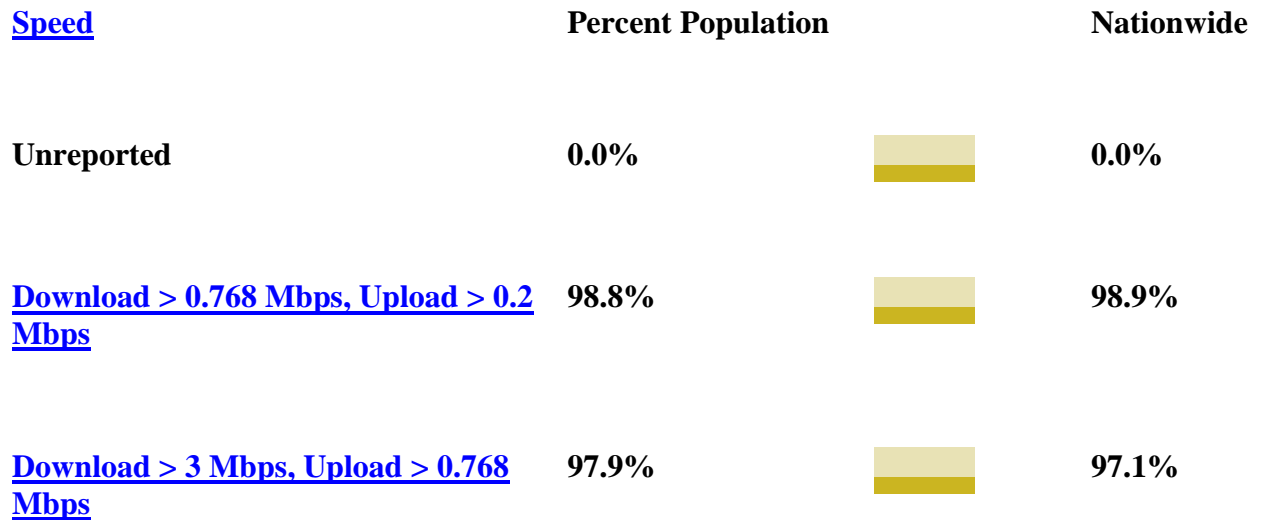 Speed Percent Population Nationwide
Unreported 0.0% 0.0%
Download > 0.768 Mbps, Upload > 0.2 98.8% 98.9%
Mbps
Download > 3 Mbps, Upload > 0.768 97.9% 97.1%
Mbps